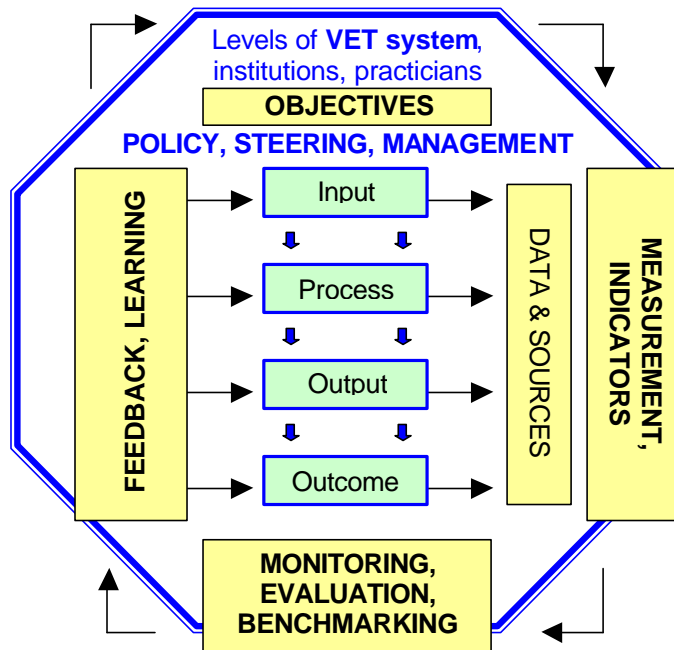 Levels of VET system,
institutions, practicians
OBJECTIVES
POLICY, STEERING, MANAGEMENT
FEEDBACK, LEARNING
Input
Process
Output
Outcome
DATA & SOURCES
MEASUREMENT,
INDICATORS
MONITORING,
EVALUATION,
BENCHMARKING